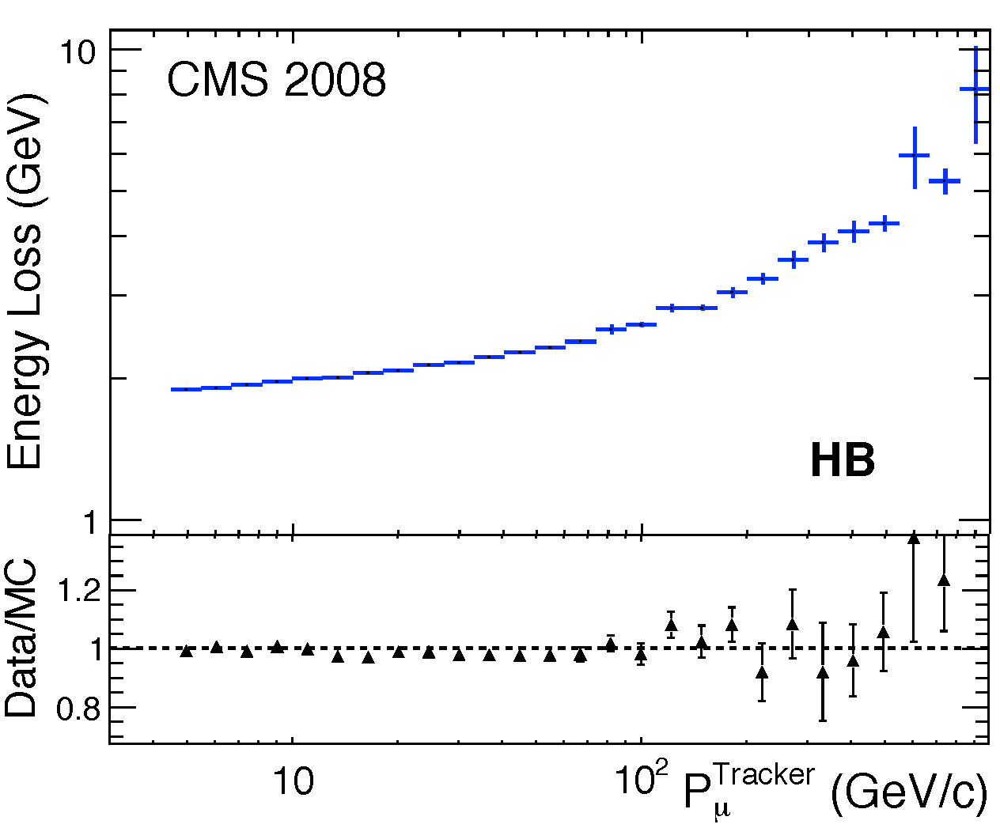 CMS 2008
10
Energy Loss (GeV)
HB
1
Data/MC
1.2
1
0.8
10
10²
P_μ^Tracker (GeV/c)